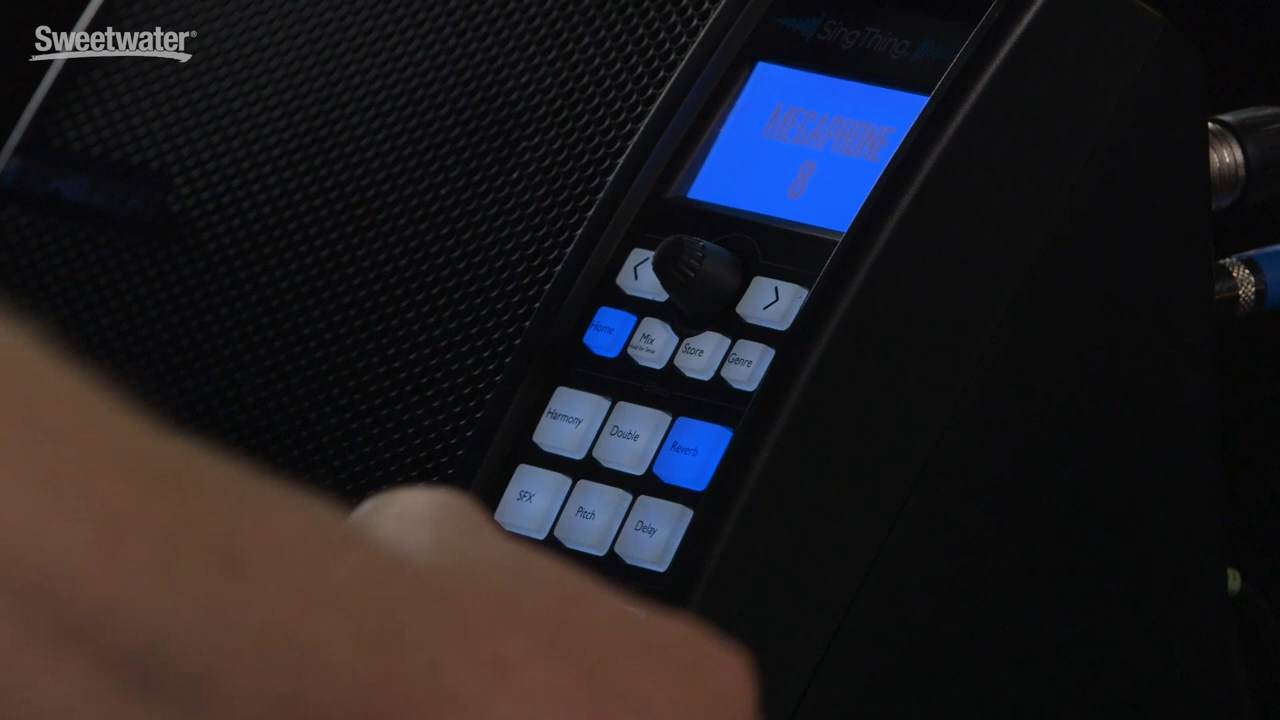 Sweetwater®
SingThing.
MEGAPHONE
8
< >
Home Mix Store Genre
Harmony Double Reverb
SFX Pitch Delay